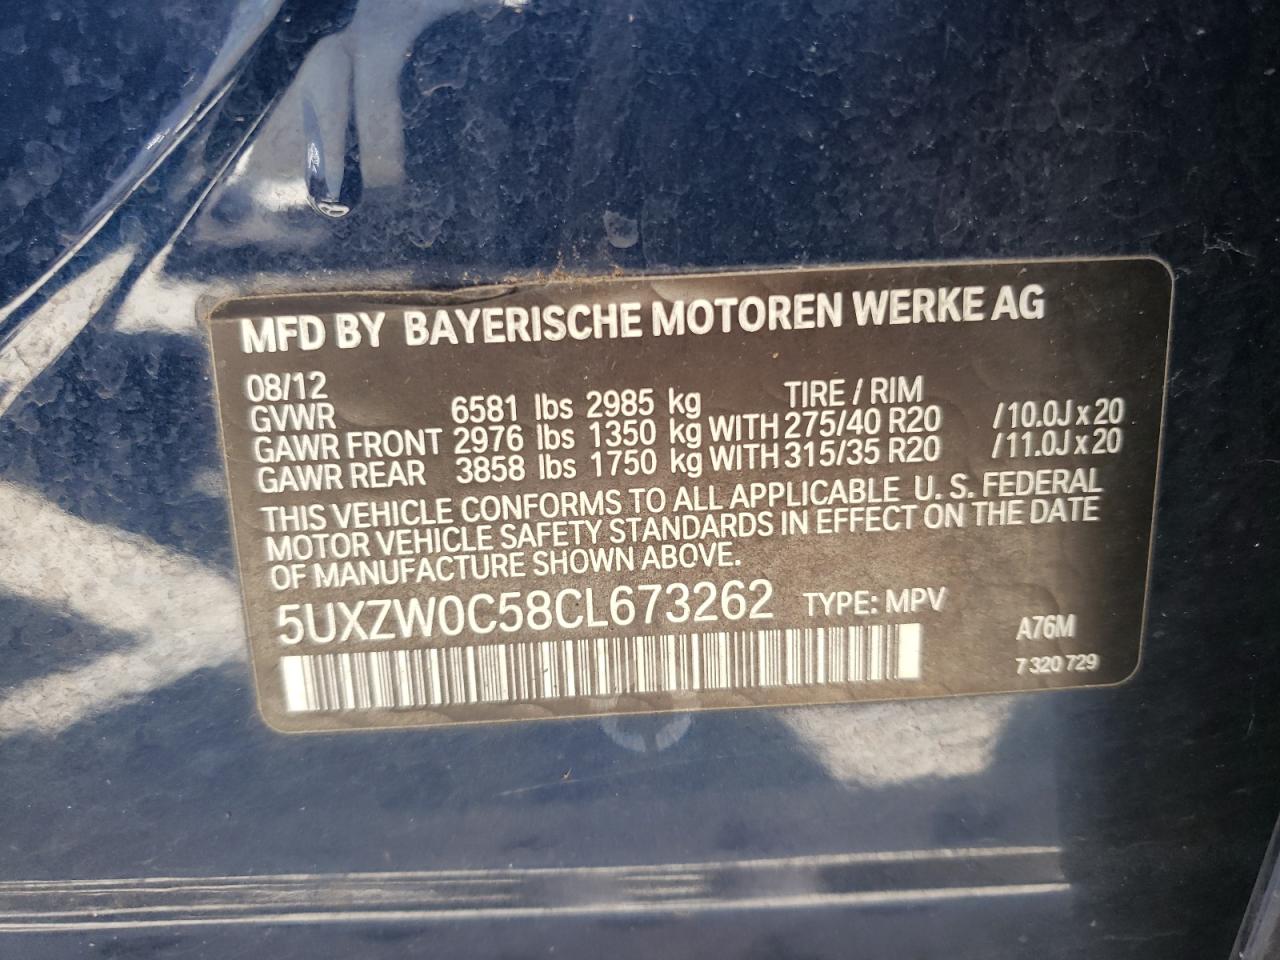 MFD BY BAYERISCHE MOTOREN WERKE AG
08/12 TIRE / RIM
GVWR 6581 lbs 2985 kg
GAWR FRONT 2976 lbs 1350 kg WITH 275/40 R20 /10.0J x 20
GAWR REAR 3858 lbs 1750 kg WITH 315/35 R20 /11.0J x 20
THIS VEHICLE CONFORMS TO ALL APPLICABLE U. S. FEDERAL
MOTOR VEHICLE SAFETY STANDARDS IN EFFECT ON THE DATE
OF MANUFACTURE SHOWN ABOVE.
5UXZW0C58CL673262 TYPE: MPV
A76M
7 320 729